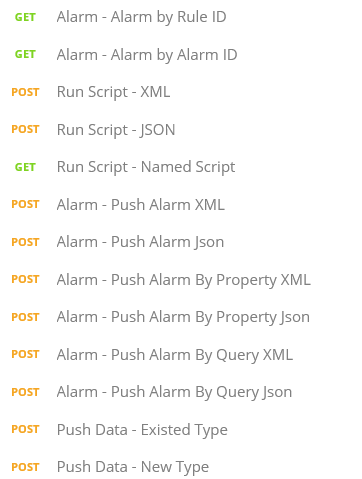 GET Alarm - Alarm by Rule ID
GET Alarm - Alarm by Alarm ID
POST Run Script - XML
POST Run Script - JSON
GET Run Script - Named Script
POST Alarm - Push Alarm XML
POST Alarm - Push Alarm Json
POST Alarm - Push Alarm By Property XML
POST Alarm - Push Alarm By Property Json
POST Alarm - Push Alarm By Query XML
POST Alarm - Push Alarm By Query Json
POST Push Data - Existed Type
POST Push Data - New Type